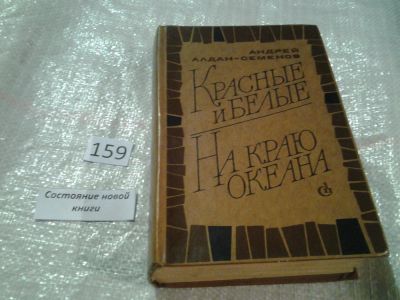 АНДРЕЙ
АЛДАН-СЕМЕНОВ
КРАСНЫЕ
И БЕЛЫЕ
НА КРАЮ
ОКЕАНА
159
Состояние новой
книги